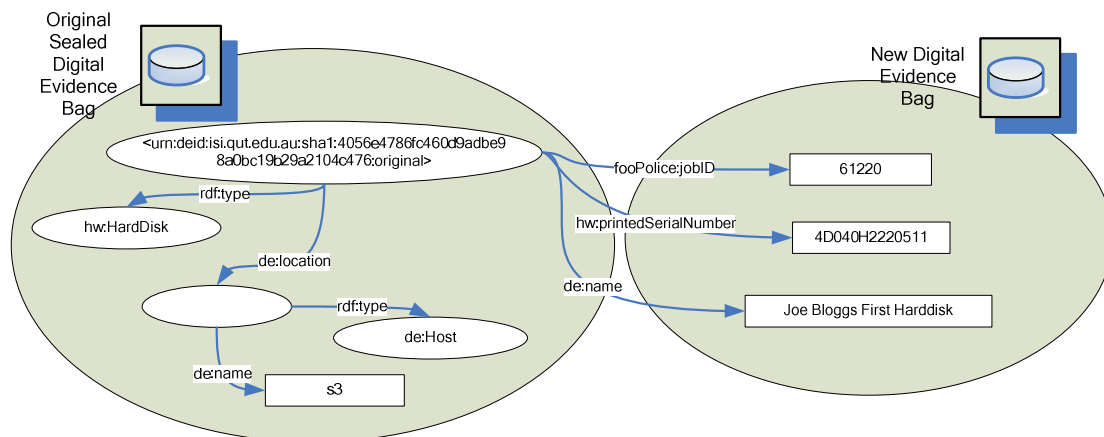 Original
Sealed
Digital
Evidence
Bag
New Digital
Evidence
Bag
<urn:deid:isi.qut.edu.au:sha1:4056e4786fc460d9adbe9
8a0bc19b29a2104c476:original>
fooPolice:jobID
61220
rdf:type
hw:HardDisk
hw:printedSerialNumber
4D040H2220511
de:location
de:name
Joe Bloggs First Harddisk
rdf:type
de:Host
de:name
s3